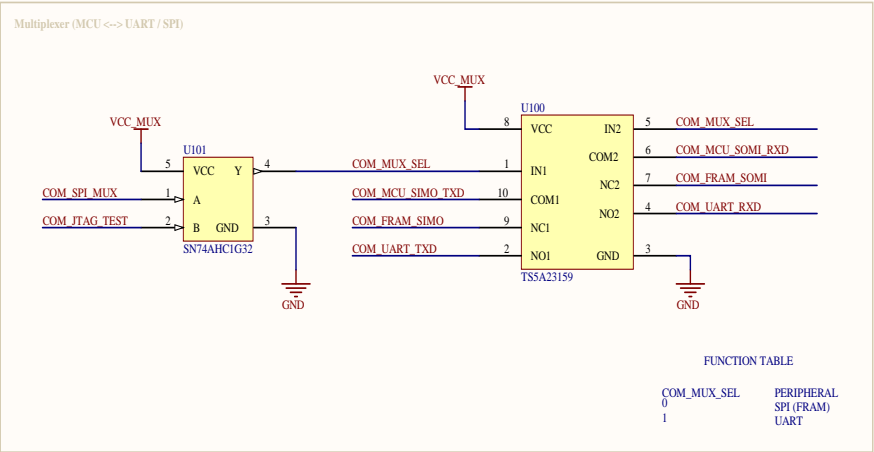 Multiplexer (MCU <--> UART / SPI)
VCC_MUX
VCC_MUX
U101
5 VCC Y 4
COM_SPI_MUX 1 A
COM_JTAG_TEST 2 B GND 3
SN74AHC1G32
GND
U100
8 VCC IN2 5 COM_MUX_SEL
COM_MUX_SEL 1 IN1
COM2 6 COM_MCU_SOMI_RXD
COM_MCU_SIMO_TXD 10 COM1
NC2 7 COM_FRAM_SOMI
COM_FRAM_SIMO 9 NC1
NO2 4 COM_UART_RXD
COM_UART_TXD 2 NO1 GND 3
TS5A23159
GND
FUNCTION TABLE
COM_MUX_SEL PERIPHERAL
0 SPI (FRAM)
1 UART